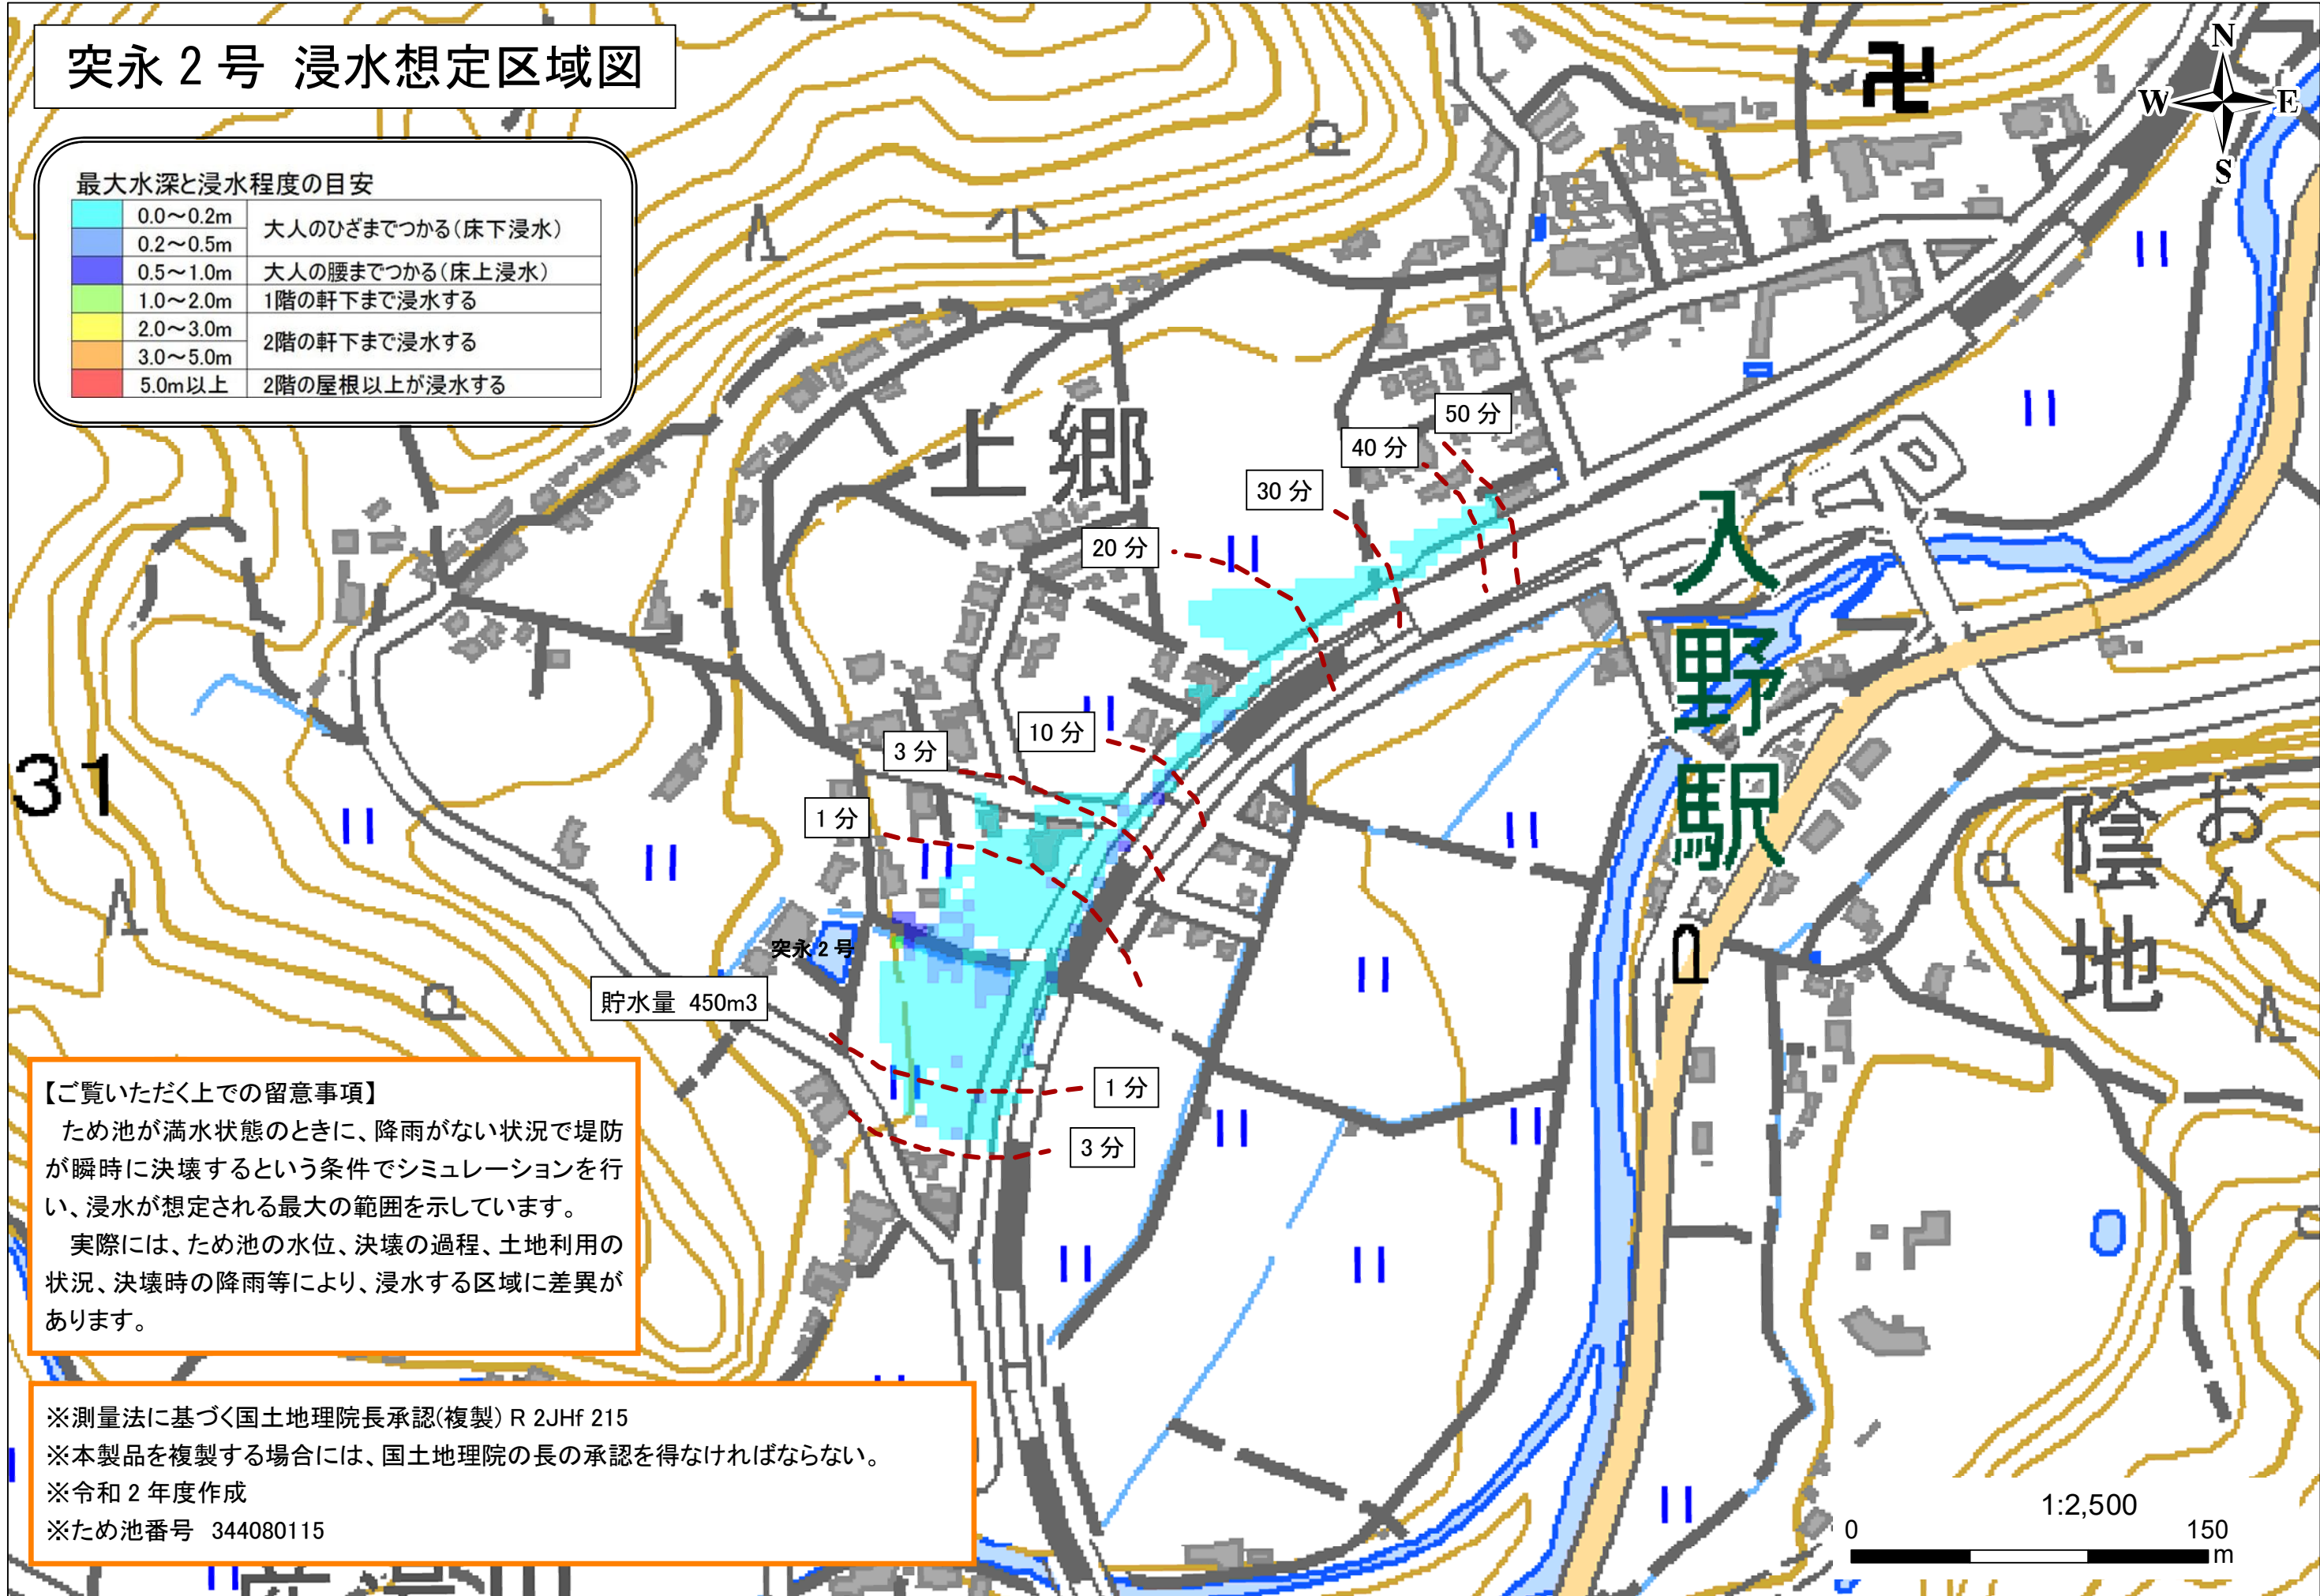 突永2号 浸水想定区域図
N
W E
S
最大水深と浸水程度の目安
0.0～0.2m 大人のひざまでつかる(床下浸水)
0.2～0.5m
0.5～1.0m 大人の腰までつかる(床上浸水)
1.0～2.0m 1階の軒下まで浸水する
2.0～3.0m 2階の軒下まで浸水する
3.0～5.0m
5.0m以上 2階の屋根以上が浸水する
上郷
50分
40分
30分
20分
10分
3分
1分
入野駅
31
おん
陰地
P
突永2号
貯水量 450m3
1分
3分
【ご覧いただく上での留意事項】
ため池が満水状態のときに、降雨がない状況で堤防
が瞬時に決壊するという条件でシミュレーションを行
い、浸水が想定される最大の範囲を示しています。
実際には、ため池の水位、決壊の過程、土地利用の
状況、決壊時の降雨等により、浸水する区域に差異が
あります。
※測量法に基づく国土地理院長承認(複製) R 2JHf 215
※本製品を複製する場合には、国土地理院の長の承認を得なければならない。
※令和2年度作成
※ため池番号 344080115
1:2,500
0 150
m